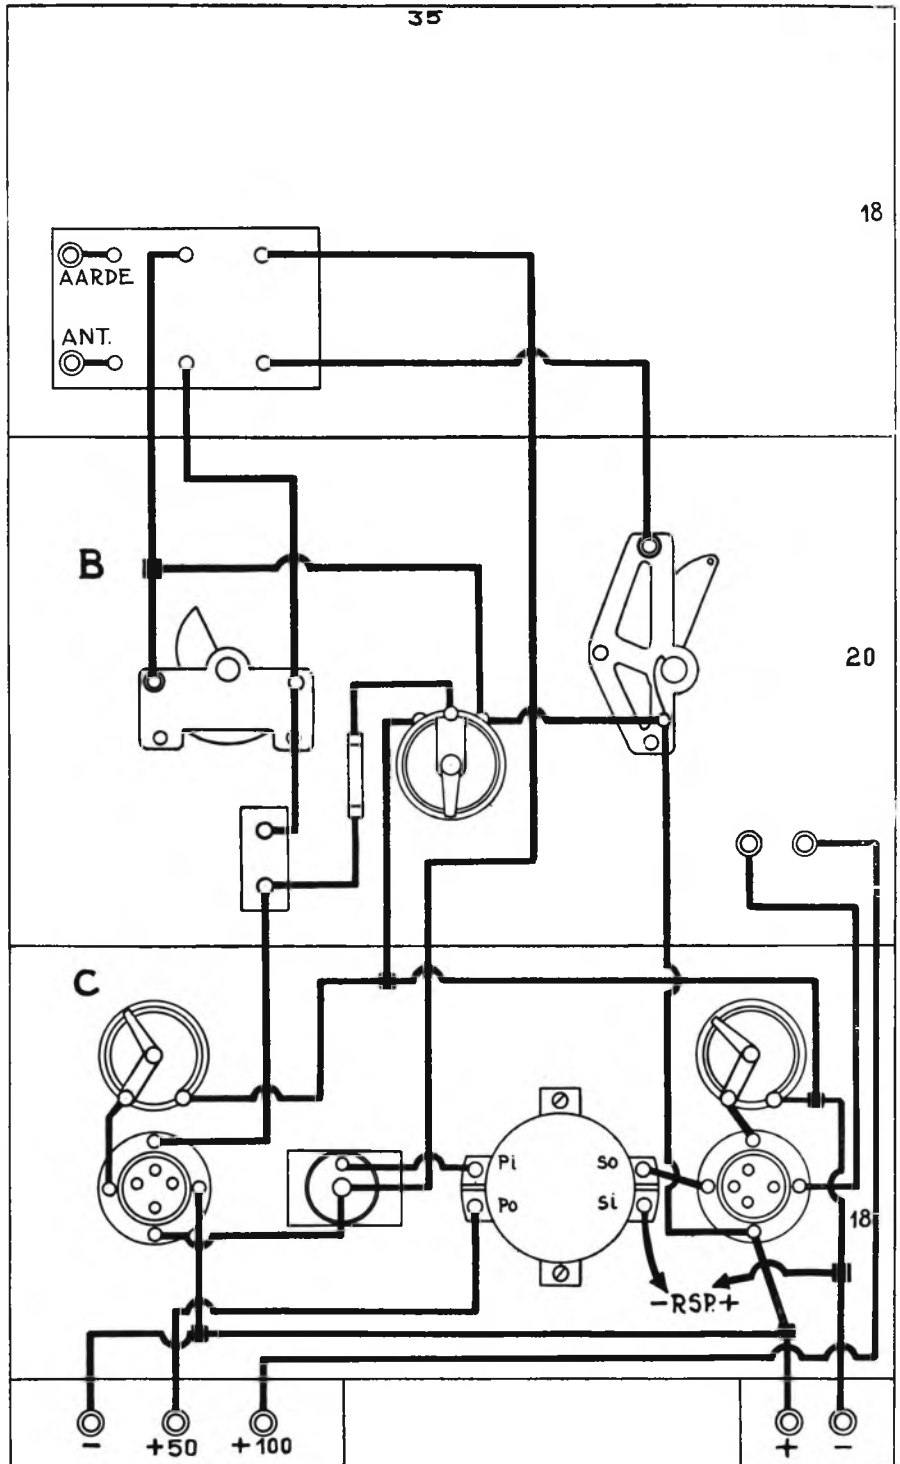 35
18
AARDE
ANT.
B
20
C
Pi
So
Po
Si
18
-RSP.+
-
+50
+100
+
-